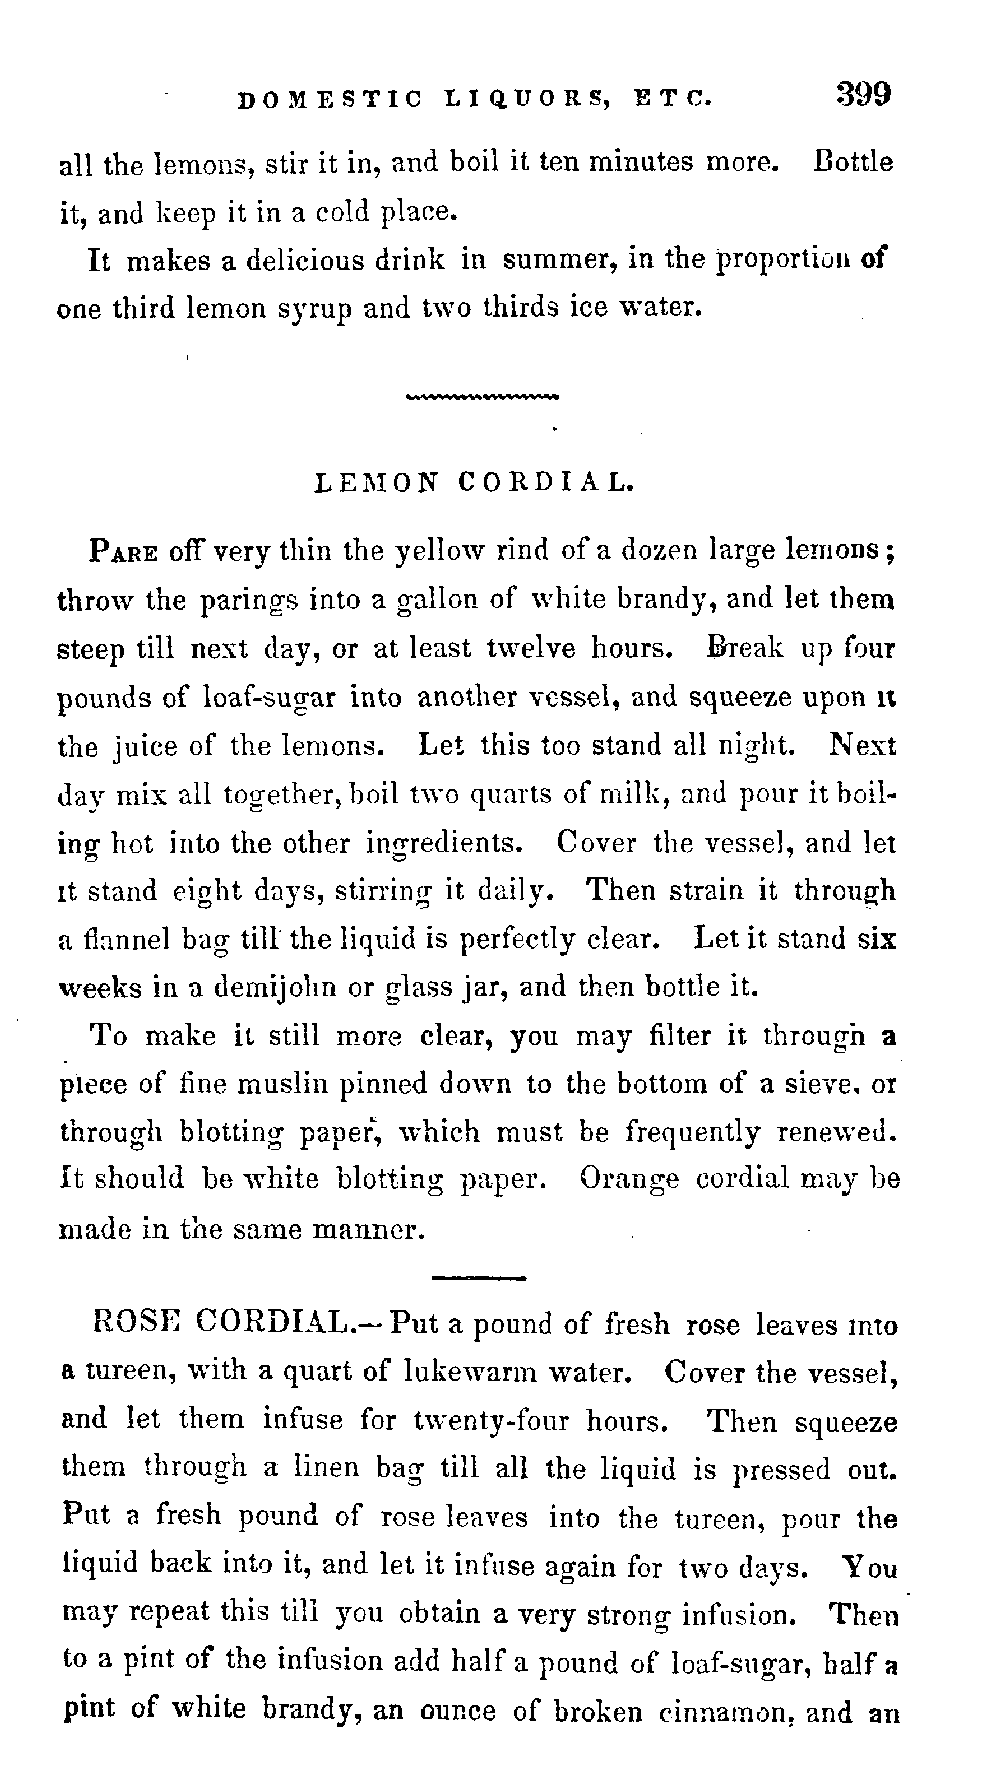 DOMESTIC LIQUORS, ETC. 399
all the lemons, stir it in, and boil it ten minutes more. Bottle
it, and keep it in a cold place.
It makes a delicious drink in summer, in the proportion of
one third lemon syrup and two thirds ice water.
LEMON CORDIAL.
PARE off very thin the yellow rind of a dozen large lemons;
throw the parings into a gallon of white brandy, and let them
steep till next day, or at least twelve hours. Break up four
pounds of loaf-sugar into another vessel, and squeeze upon it
the juice of the lemons. Let this too stand all night. Next
day mix all together, boil two quarts of milk, and pour it boil-
ing hot into the other ingredients. Cover the vessel, and let
it stand eight days, stirring it daily. Then strain it through
a flannel bag till the liquid is perfectly clear. Let it stand six
weeks in a demijohn or glass jar, and then bottle it.
To make it still more clear, you may filter it through a
piece of fine muslin pinned down to the bottom of a sieve, or
through blotting paper, which must be frequently renewed.
It should be white blotting paper. Orange cordial may be
made in the same manner.
ROSE CORDIAL.—Put a pound of fresh rose leaves into
a tureen, with a quart of lukewarm water. Cover the vessel,
and let them infuse for twenty-four hours. Then squeeze
them through a linen bag till all the liquid is pressed out.
Put a fresh pound of rose leaves into the tureen, pour the
liquid back into it, and let it infuse again for two days. You
may repeat this till you obtain a very strong infusion. Then
to a pint of the infusion add half a pound of loaf-sugar, half a
pint of white brandy, an ounce of broken cinnamon, and an